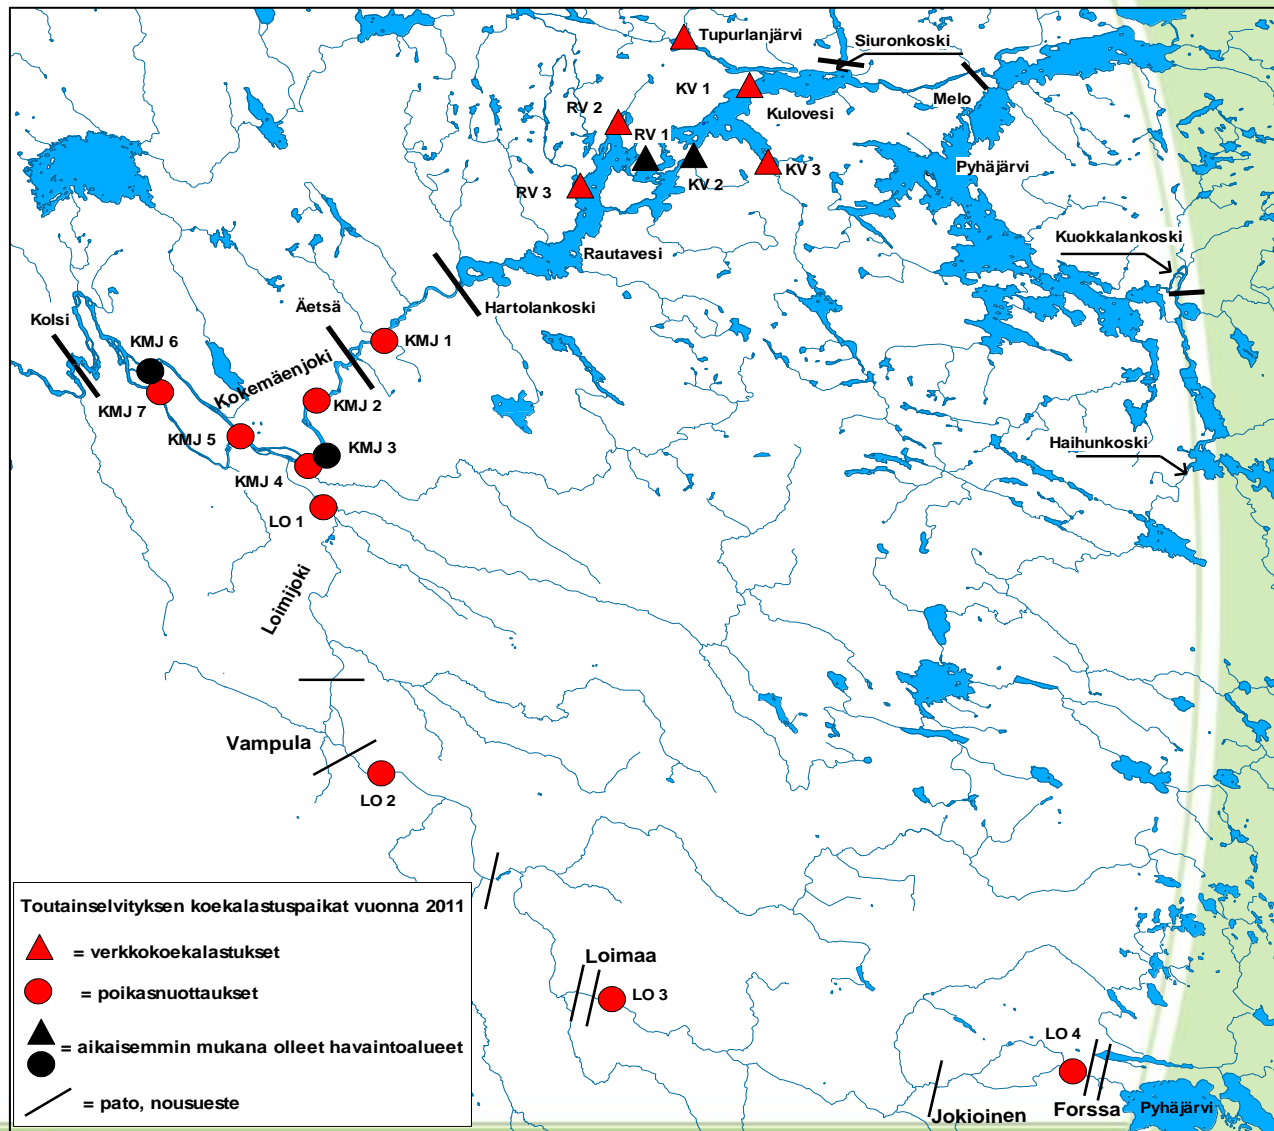 Tupurlanjärvi
Siuronkoski
KV 1
Melo
RV 2
Kulovesi
RV 1
Pyhäjärvi
KV 3
KV 2
RV 3
Kuokkalankoski
Rautavesi
Äetsä
Hartolankoski
Kolsi
KMJ 6
KMJ 1
Kokemäenjoki
KMJ 2
KMJ 7
KMJ 5
KMJ 3
Haihunkoski
KMJ 4
LO 1
Loimijoki
Vampula
LO 2
Toutainselvityksen koekalastuspaikat vuonna 2011
= verkkokoekalastukset
= poikasnuottaukset
= aikaisemmin mukana olleet havaintoalueet
= pato, nousueste
Loimaa
LO 3
LO 4
Jokioinen
Forssa
Pyhäjärvi